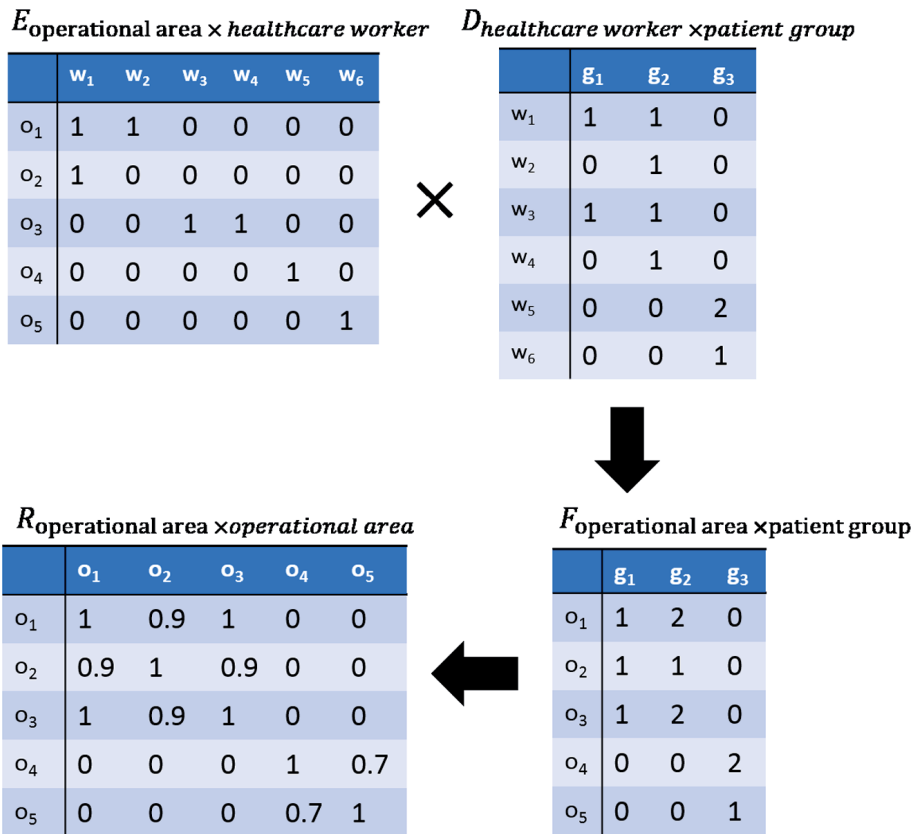 E operational area × healthcare worker
w1 w2 w3 w4 w5 w6
o1 1 1 0 0 0 0
o2 1 0 0 0 0 0
o3 0 0 1 1 0 0
o4 0 0 0 0 1 0
o5 0 0 0 0 0 1
×
D healthcare worker ×patient group
g1 g2 g3
w1 1 1 0
w2 0 1 0
w3 1 1 0
w4 0 1 0
w5 0 0 2
w6 0 0 1
R operational area ×operational area
o1 o2 o3 o4 o5
o1 1 0.9 1 0 0
o2 0.9 1 0.9 0 0
o3 1 0.9 1 0 0
o4 0 0 0 1 0.7
o5 0 0 0 0.7 1
F operational area ×patient group
g1 g2 g3
o1 1 2 0
o2 1 1 0
o3 1 2 0
o4 0 0 2
o5 0 0 1